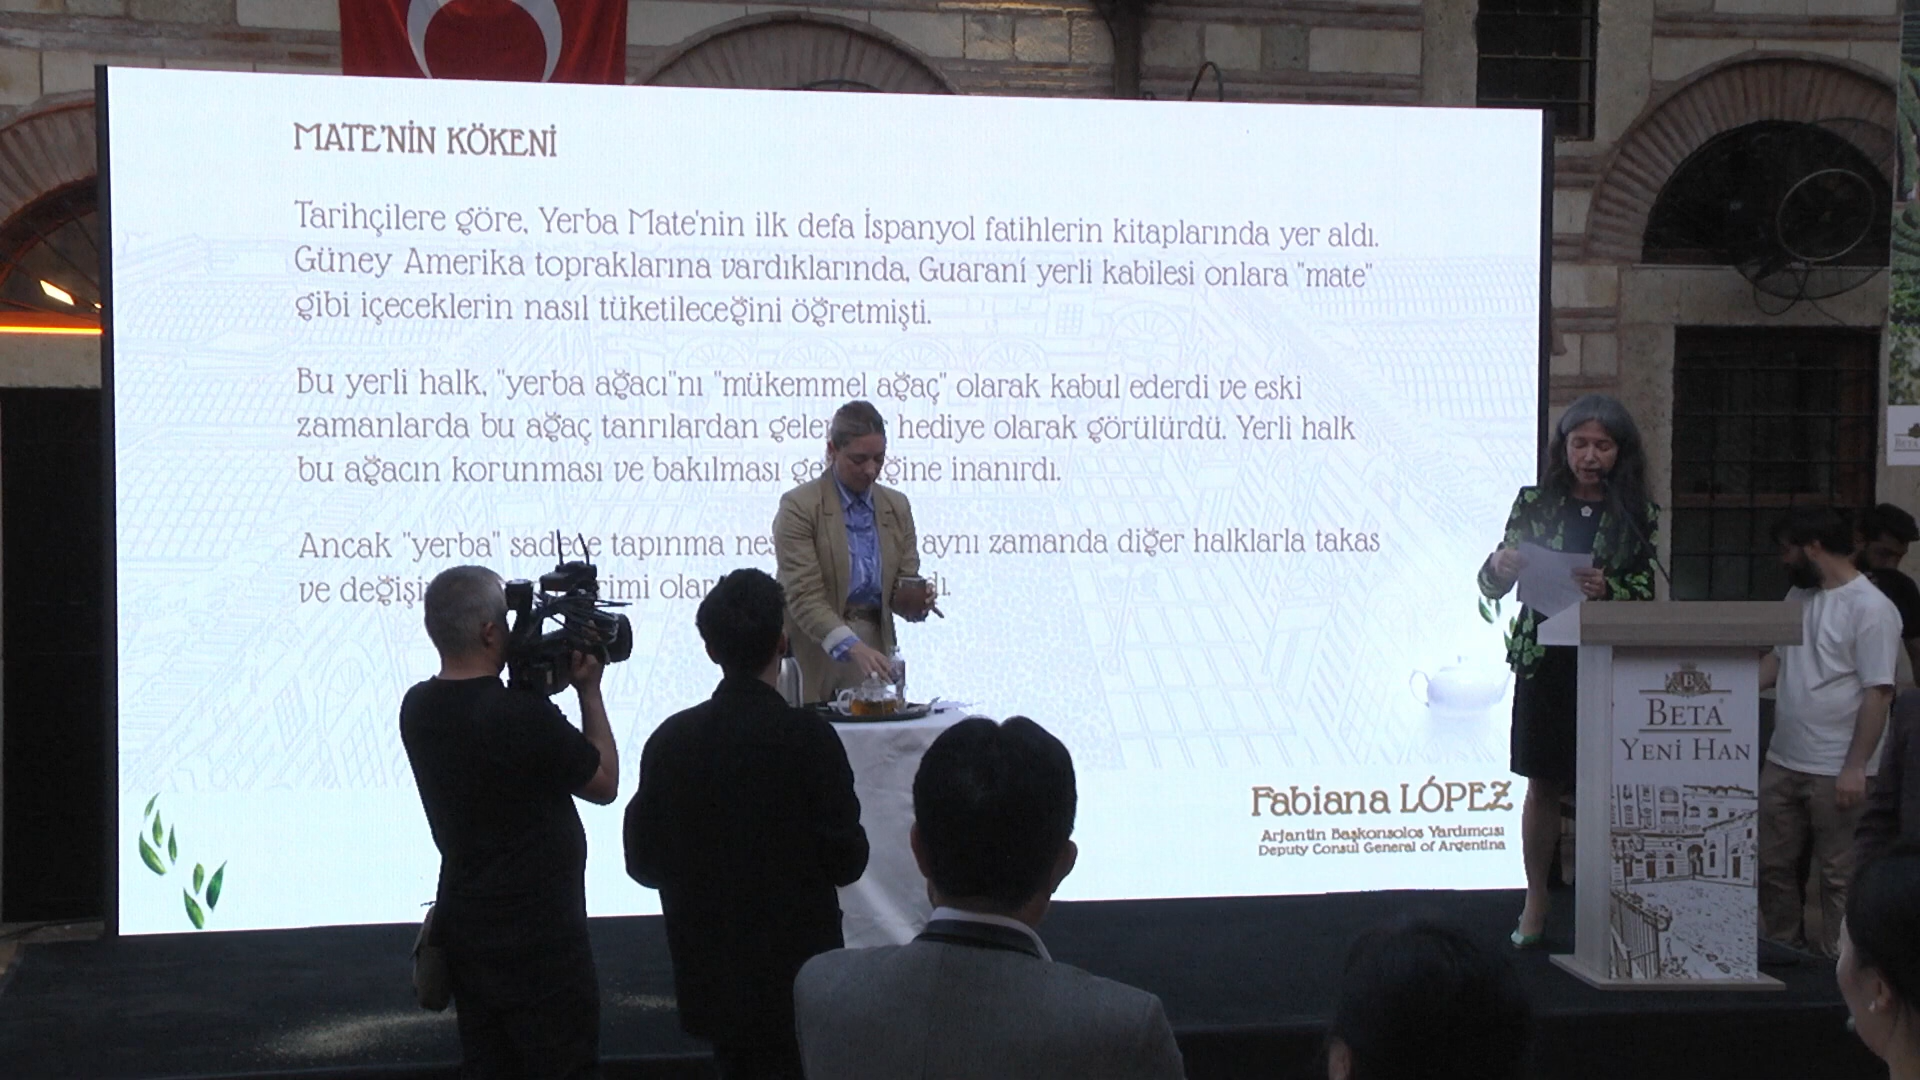 MATE'NİN KÖKENİ
Tarihçilere göre, Yerba Mate'nin ilk defa İspanyol fatihlerin kitaplarında yer aldı.
Güney Amerika topraklarına vardıklarında, Guaraní yerli kabilesi onlara "mate"
gibi içeceklerin nasıl tüketileceğini öğretmişti.
Bu yerli halk, "yerba ağacı"nı "mükemmel ağaç" olarak kabul ederdi ve eski
zamanlarda bu ağaç tanrılardan hediye olarak görülürdü. Yerli halk
bu ağacın korunması ve bakılması inanırdı.
Ancak "yerba" sadece tapınma aynı zamanda diğer halklarla takas
ve
Fabiana LÓPEZ
Arjantin Başkonsolos Yardımcısı
Deputy Consul General of Argentina
B
BETA
YENİ HAN